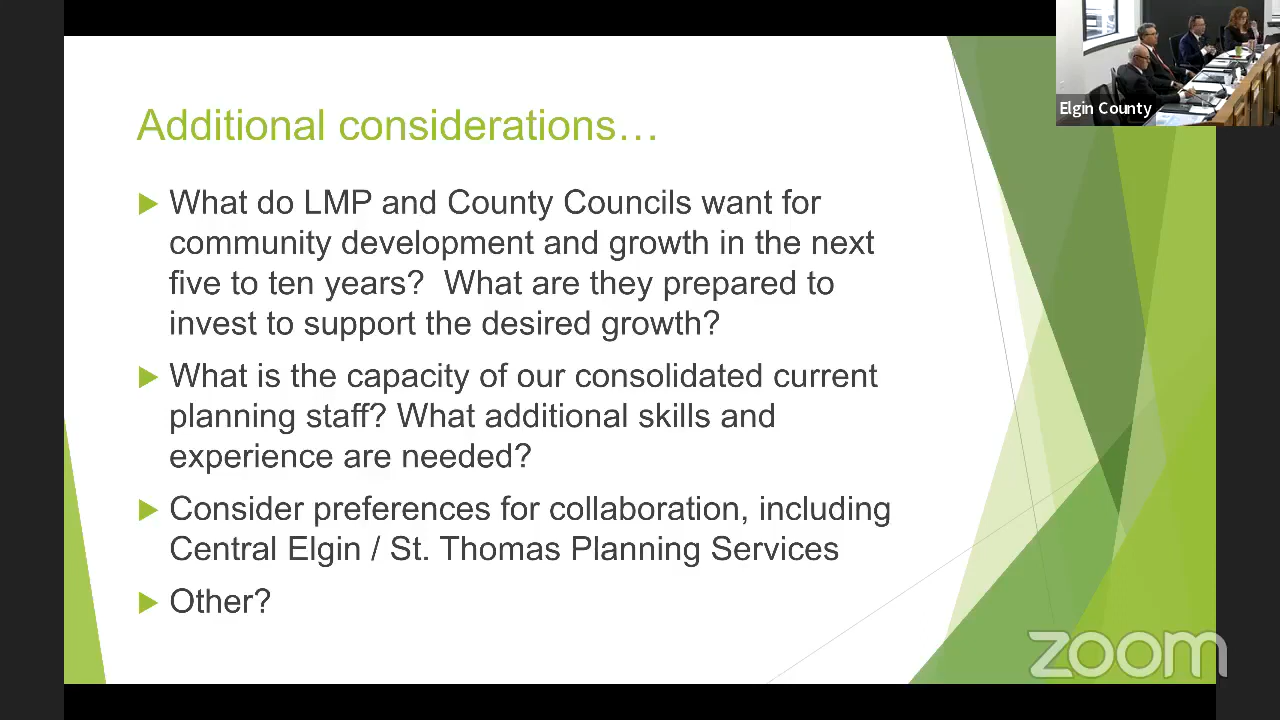 Elgin County
Additional considerations…
What do LMP and County Councils want for
community development and growth in the next
five to ten years?  What are they prepared to
invest to support the desired growth?
What is the capacity of our consolidated current
planning staff? What additional skills and
experience are needed?
Consider preferences for collaboration, including
Central Elgin / St. Thomas Planning Services
Other?
zoom